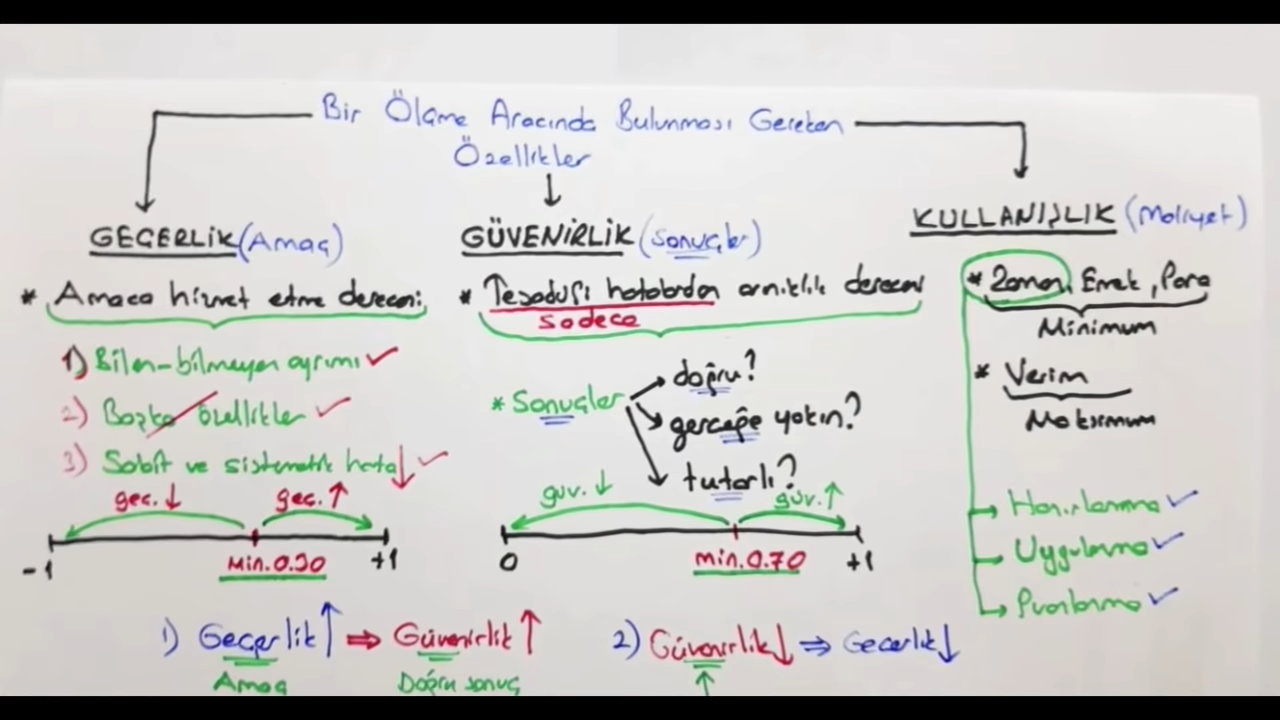 Bir Ölçme Aracında Bulunması Gereken
Özellikler
GEÇERLİK (Amaç)
* Amaca hizmet etme derecesi
1) Bilen-bilmeyen ayrımı ✓
2) Başka özellikler ✓
3) Sabit ve sistematik hata ↓ ✓
geç. ↓ geç. ↑
-1 Min. 0.30 +1
GÜVENİRLİK (Sonuçlar)
* Tesadüfi hatalardan arınıklık derecesi
sadece
* Sonuçlar
doğru?
gerçeğe yakın?
tutarlı?
güv. ↓ güv. ↑
0 min. 0.70 +1
KULLANIŞLIK (Maliyet)
* Zaman, Emek, Para
Minimum
* Verim
Maksimum
Hazırlanma ✓
Uygulama ✓
Puanlama ✓
1) Geçerlik ↑ ⇒ Güvenirlik ↑
Amaç Doğru sonuç
2) Güvenirlik ↓ ⇒ Geçerlik ↓
↑